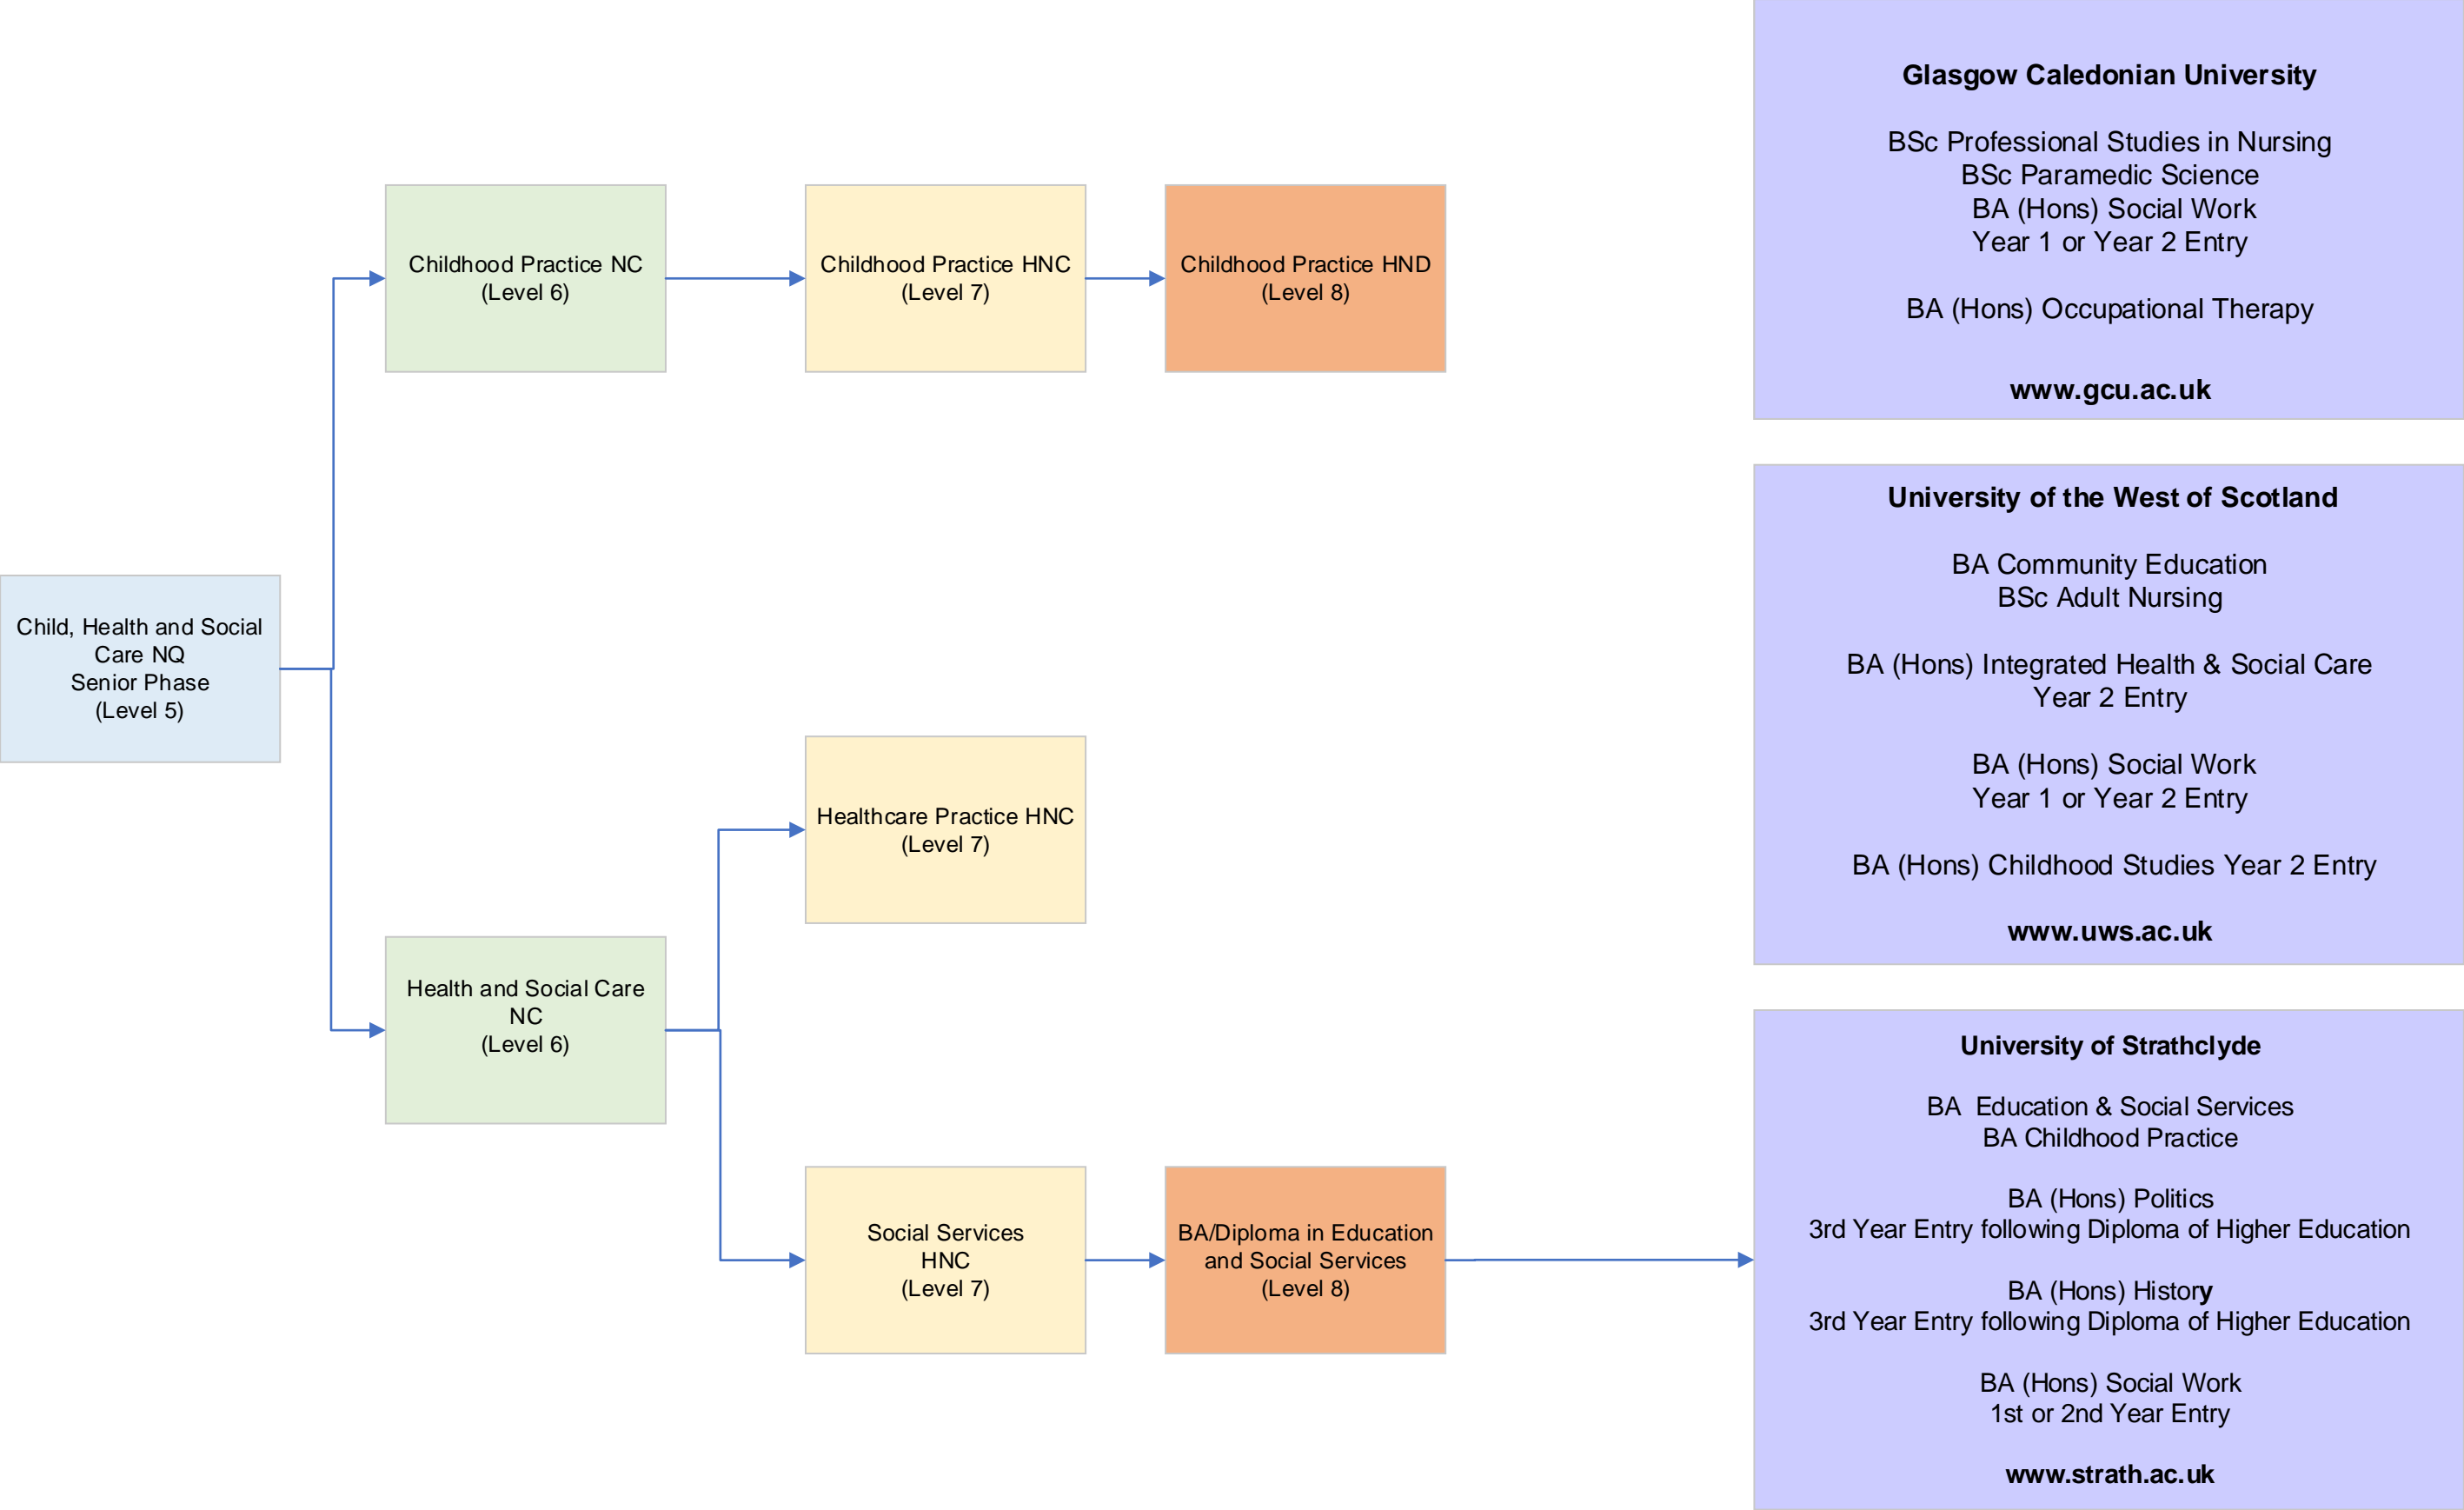 Child, Health and Social
Care NQ
Senior Phase
(Level 5)
Childhood Practice NC
(Level 6)
Childhood Practice HNC
(Level 7)
Childhood Practice HND
(Level 8)
Health and Social Care
NC
(Level 6)
Healthcare Practice HNC
(Level 7)
Social Services
HNC
(Level 7)
BA/Diploma in Education
and Social Services
(Level 8)
Glasgow Caledonian University
BSc Professional Studies in Nursing
BSc Paramedic Science
BA (Hons) Social Work
Year 1 or Year 2 Entry
BA (Hons) Occupational Therapy
www.gcu.ac.uk
University of the West of Scotland
BA Community Education
BSc Adult Nursing
BA (Hons) Integrated Health & Social Care
Year 2 Entry
BA (Hons) Social Work
Year 1 or Year 2 Entry
BA (Hons) Childhood Studies Year 2 Entry
www.uws.ac.uk
University of Strathclyde
BA  Education & Social Services
BA Childhood Practice
BA (Hons) Politics
3rd Year Entry following Diploma of Higher Education
BA (Hons) History
3rd Year Entry following Diploma of Higher Education
BA (Hons) Social Work
1st or 2nd Year Entry
www.strath.ac.uk